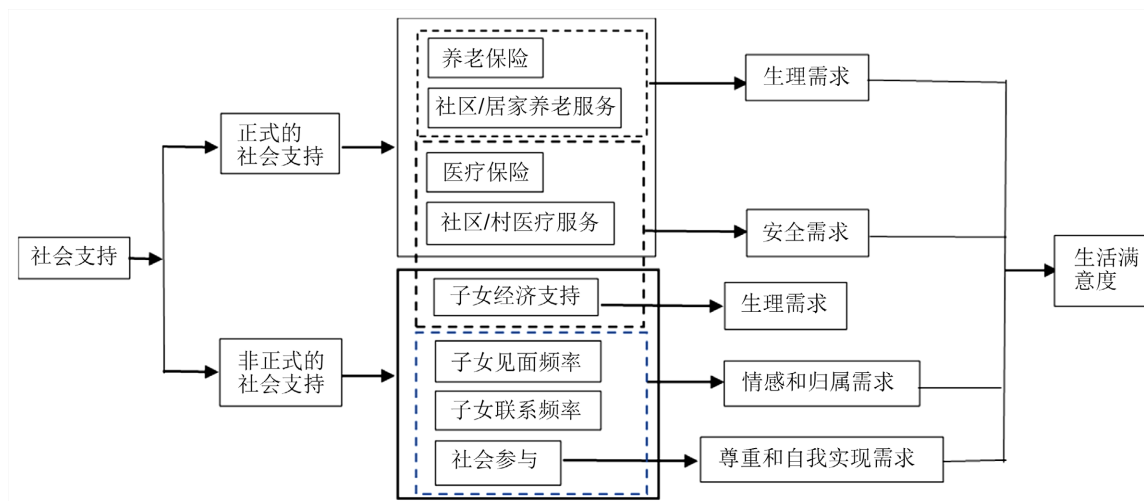 社会支持
正式的
社会支持
非正式的
社会支持
养老保险
社区/居家养老服务
医疗保险
社区/村医疗服务
子女经济支持
子女见面频率
子女联系频率
社会参与
生理需求
安全需求
生理需求
情感和归属需求
尊重和自我实现需求
生活满
意度